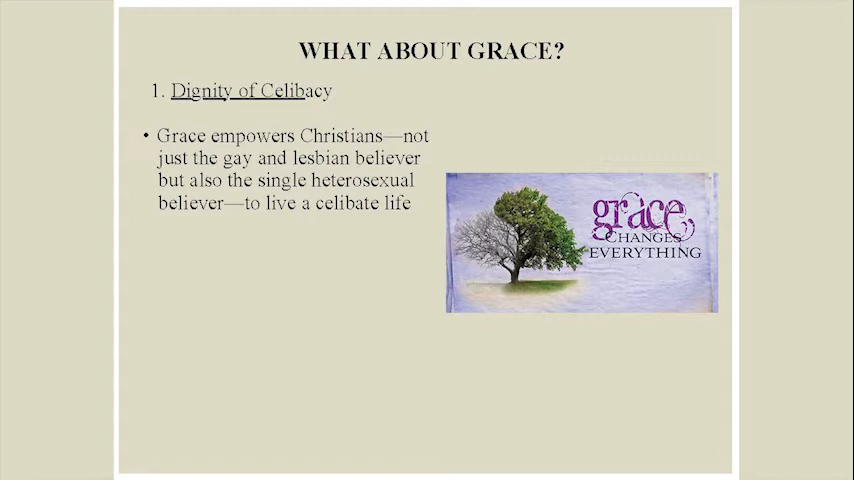 WHAT ABOUT GRACE?
1. Dignity of Celibacy
• Grace empowers Christians—not
just the gay and lesbian believer
but also the single heterosexual
believer—to live a celibate life
grace
CHANGES
EVERYTHING